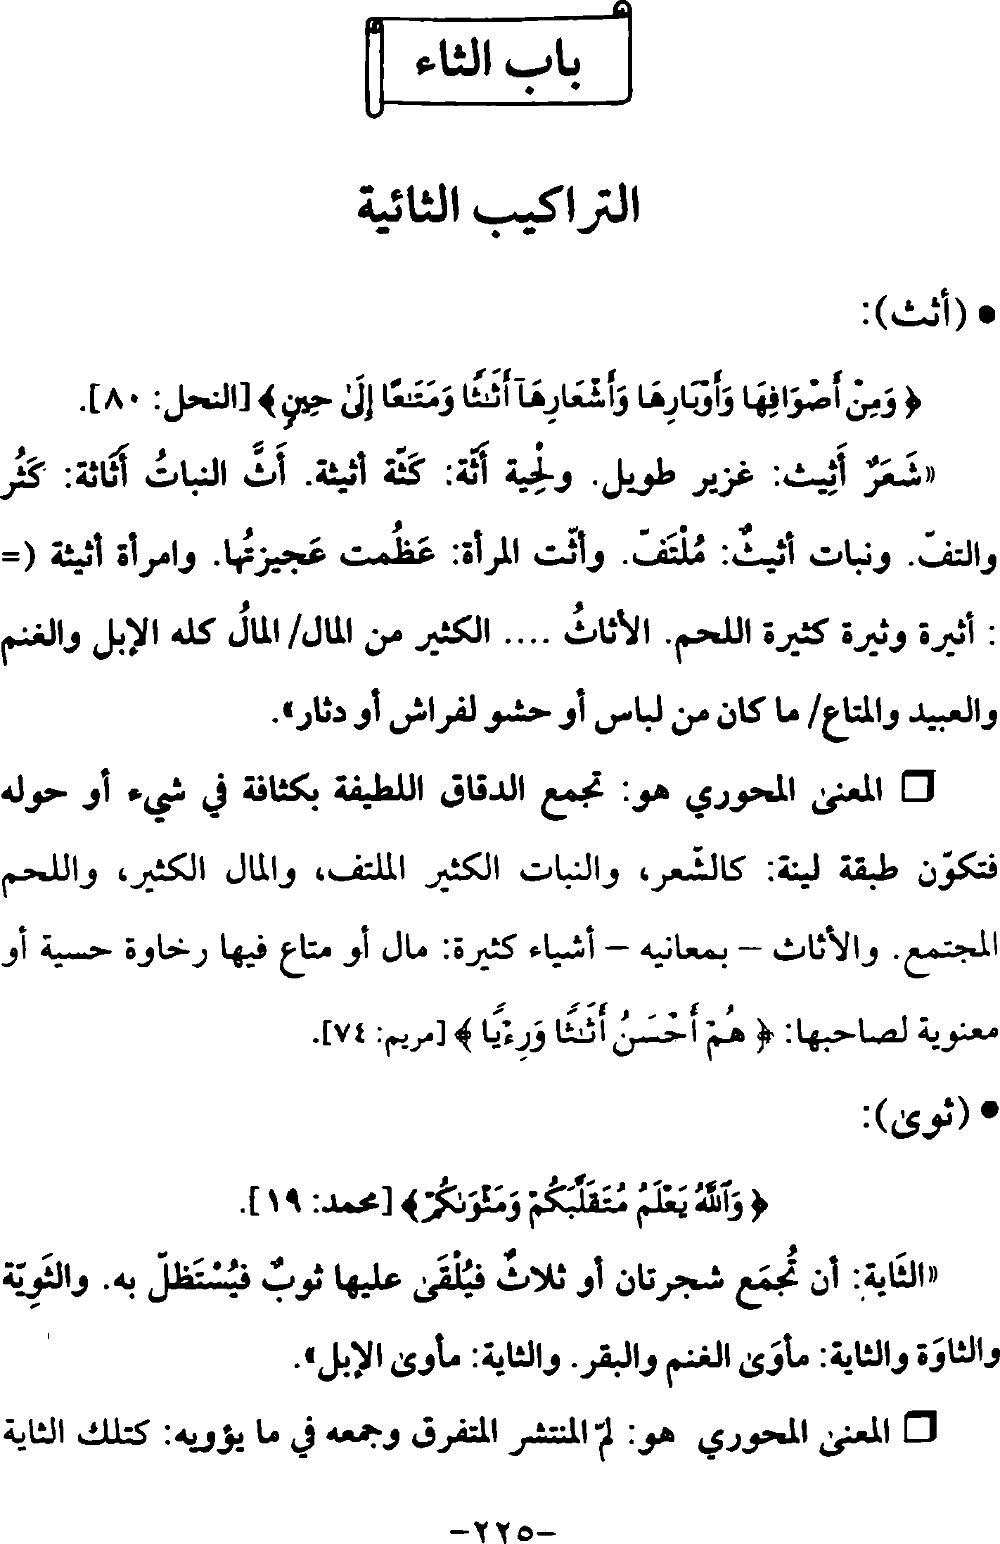 باب الثاء
التراكيب الثائية
• (أثث):
﴿وَمِنْ أَصْوَافِهَا وَأَوْبَارِهَا وَأَشْعَارِهَآ أَثَٰثًا وَمَتَٰعًا إِلَىٰ حِينٍ﴾ [النحل: ٨٠].
«شَعَرٌ أَثِيث: غزير طويل. ولِحْية أَثّة: كَثّة أثيثة. أَثَّ النباتُ أَثَاثة: كَثُر
والتفّ. ونبات أثيثٌ: مُلْتَفّ. وأثّت المرأة: عَظُمت عَجيزتُها. وامرأة أثيثة (=
: أثيرة وثيرة كثيرة اللحم. الأثاثُ .... الكثير من المال/ المالُ كله الإبل والغنم
والعبيد والمتاع/ ما كان من لباس أو حشو لفراش أو دثار».
❒ المعنىٰ المحوري هو: تجمع الدقاق اللطيفة بكثافة في شيء أو حوله
فتكوّن طبقة لينة: كالشّعر، والنبات الكثير الملتف، والمال الكثير، واللحم
المجتمع. والأثاث – بمعانيه – أشياء كثيرة: مال أو متاع فيها رخاوة حسية أو
معنوية لصاحبها: ﴿هُمْ أَحْسَنُ أَثَٰثًا وَرِءْيًا﴾ [مريم: ٧٤].
• (ثوىٰ):
﴿وَٱللَّهُ يَعْلَمُ مُتَقَلَّبَكُمْ وَمَثْوَىٰكُمْ﴾ [محمد: ١٩].
«الثَاية: أن تُجمَع شجرتان أو ثلاثٌ فيُلْقَىٰ عليها ثوبٌ فيُسْتَظلّ به. والثَوِيّة
والثاوَة والثاية: مأوَىٰ الغنم والبقر. والثاية: مأوىٰ الإبل».
❒ المعنىٰ المحوري هو: لمّ المنتشر المتفرق وجمعه في ما يؤويه: كتلك الثاية
-٢٢٥-